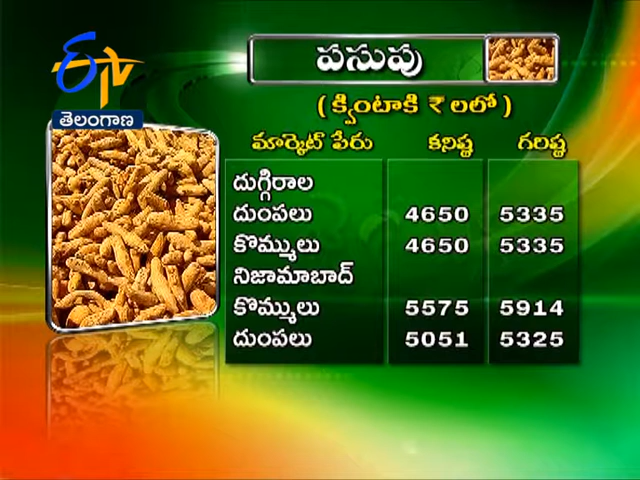 ETV
తెలంగాణ
పసుపు
( క్వింటాకి ₹ లలో )
మార్కెట్ పేరు కనిష్ఠ గరిష్ఠ
దుగ్గిరాల
దుంపలు 4650 5335
కొమ్ములు 4650 5335
నిజామాబాద్
కొమ్ములు 5575 5914
దుంపలు 5051 5325